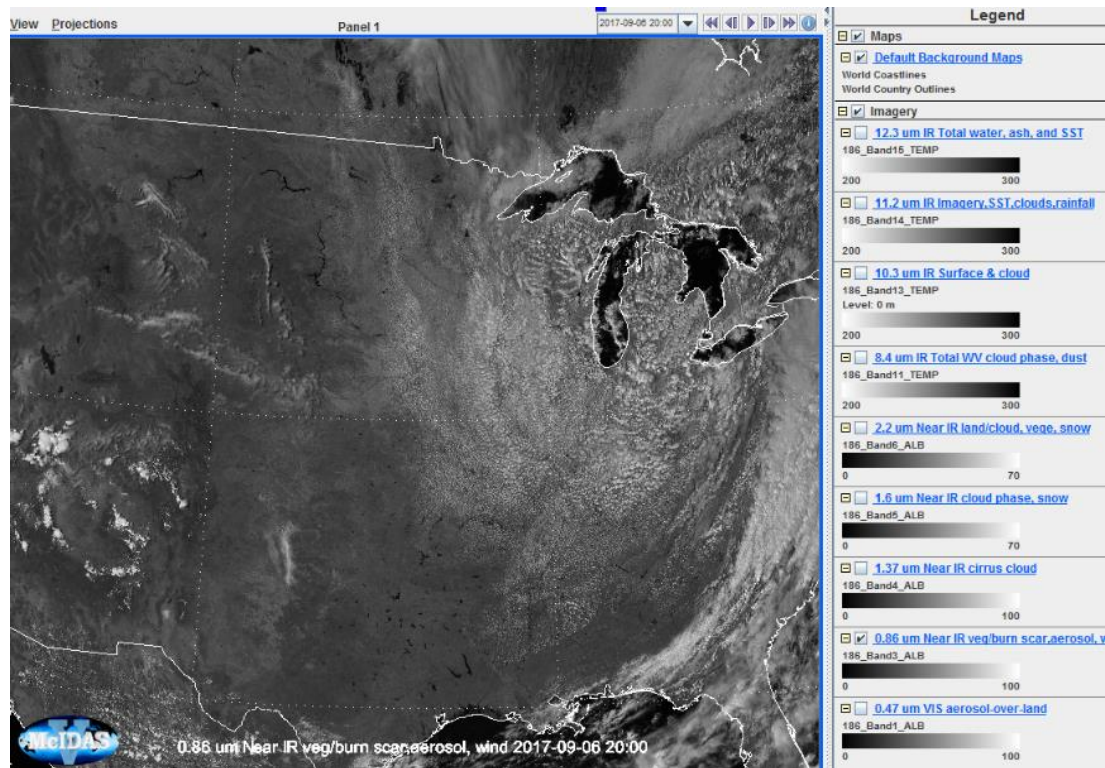 View Projections
Panel 1
2017-09-06 20:00
Legend
Maps
Default Background Maps
World Coastlines
World Country Outlines
Imagery
12.3 um IR Total water, ash, and SST
186_Band15_TEMP
200 300
11.2 um IR Imagery,SST,clouds,rainfall
186_Band14_TEMP
200 300
10.3 um IR Surface & cloud
186_Band13_TEMP
Level: 0 m
200 300
8.4 um IR Total WV cloud phase, dust
186_Band11_TEMP
200 300
2.2 um Near IR land/cloud, vege, snow
186_Band6_ALB
0 70
1.6 um Near IR cloud phase, snow
186_Band5_ALB
0 70
1.37 um Near IR cirrus cloud
186_Band4_ALB
0 100
0.86 um Near IR veg/burn scar,aerosol, v
186_Band3_ALB
0 100
0.47 um VIS aerosol-over-land
186_Band1_ALB
0 100
McIDAS V
0.86 um Near IR veg/burn scar,aerosol, wind 2017-09-06 20:00